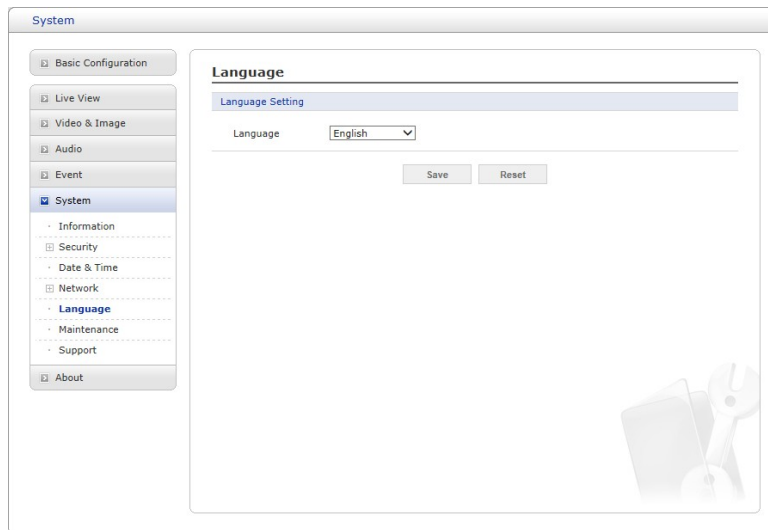 System
Basic Configuration
Live View
Video & Image
Audio
Event
System
Information
Security
Date & Time
Network
Language
Maintenance
Support
About
Language
Language Setting
Language English
Save Reset